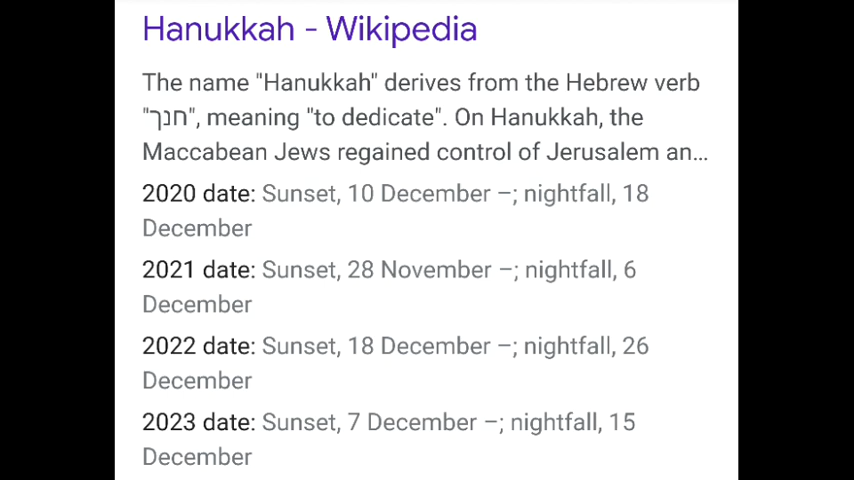 Hanukkah - Wikipedia
The name "Hanukkah" derives from the Hebrew verb
"חנך", meaning "to dedicate". On Hanukkah, the
Maccabean Jews regained control of Jerusalem an...
2020 date: Sunset, 10 December –; nightfall, 18
December
2021 date: Sunset, 28 November –; nightfall, 6
December
2022 date: Sunset, 18 December –; nightfall, 26
December
2023 date: Sunset, 7 December –; nightfall, 15
December